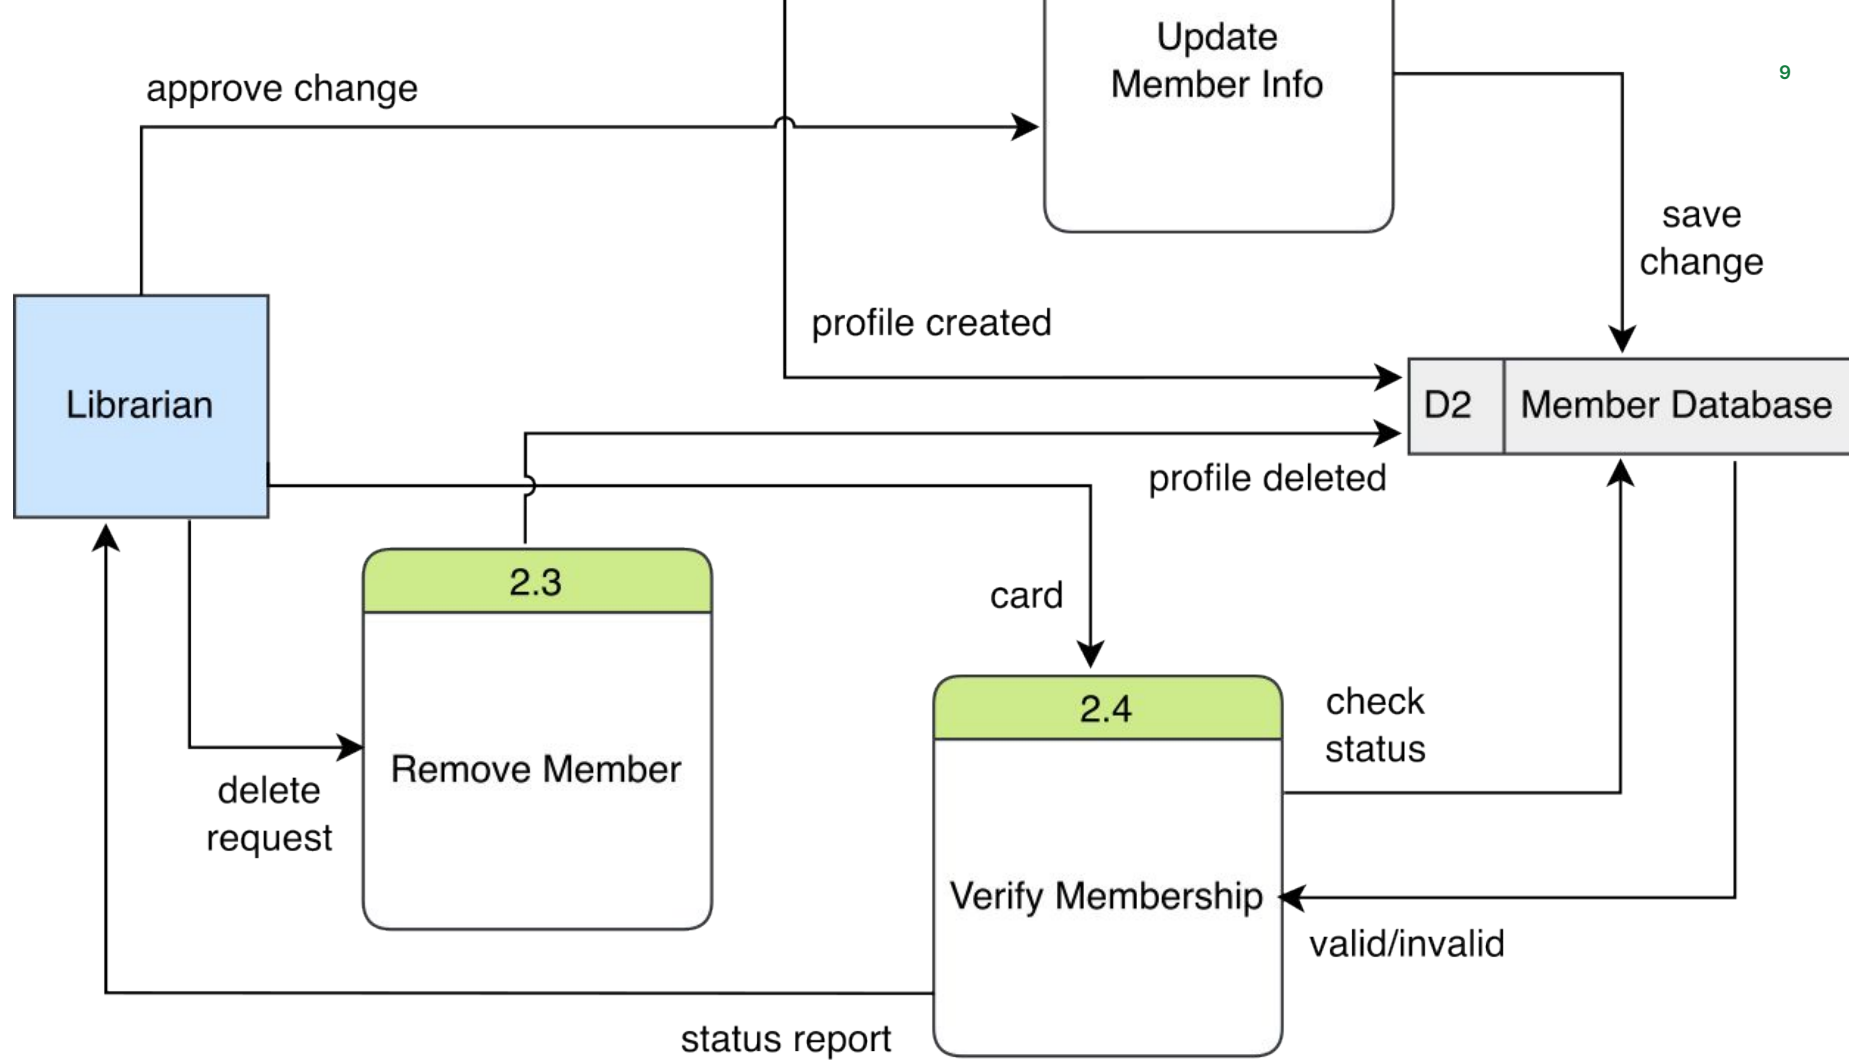 Update
Member Info
9
approve change
save
change
profile created
Librarian
D2
Member Database
profile deleted
2.3
card
2.4
check
status
Remove Member
delete
request
Verify Membership
valid/invalid
status report